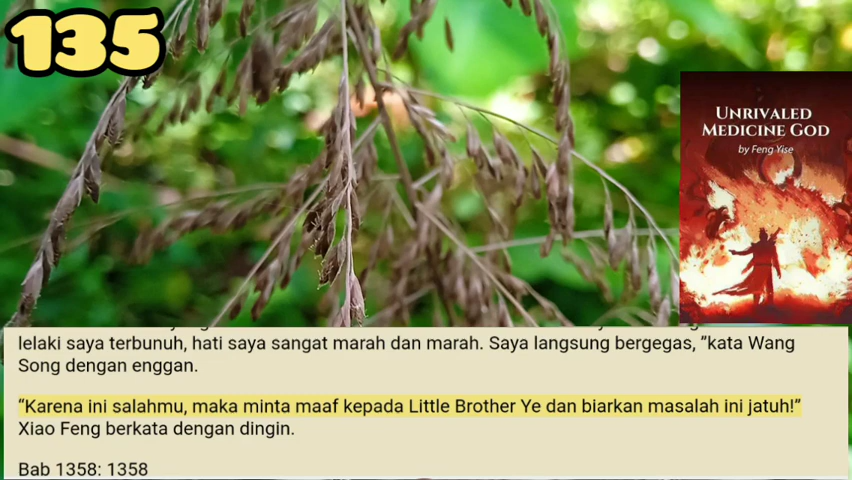 135
UNRIVALED
MEDICINE GOD
by Feng Yise
lelaki saya terbunuh, hati saya sangat marah dan marah. Saya langsung bergegas, "kata Wang
Song dengan enggan.
“Karena ini salahmu, maka minta maaf kepada Little Brother Ye dan biarkan masalah ini jatuh!”
Xiao Feng berkata dengan dingin.
Bab 1358: 1358